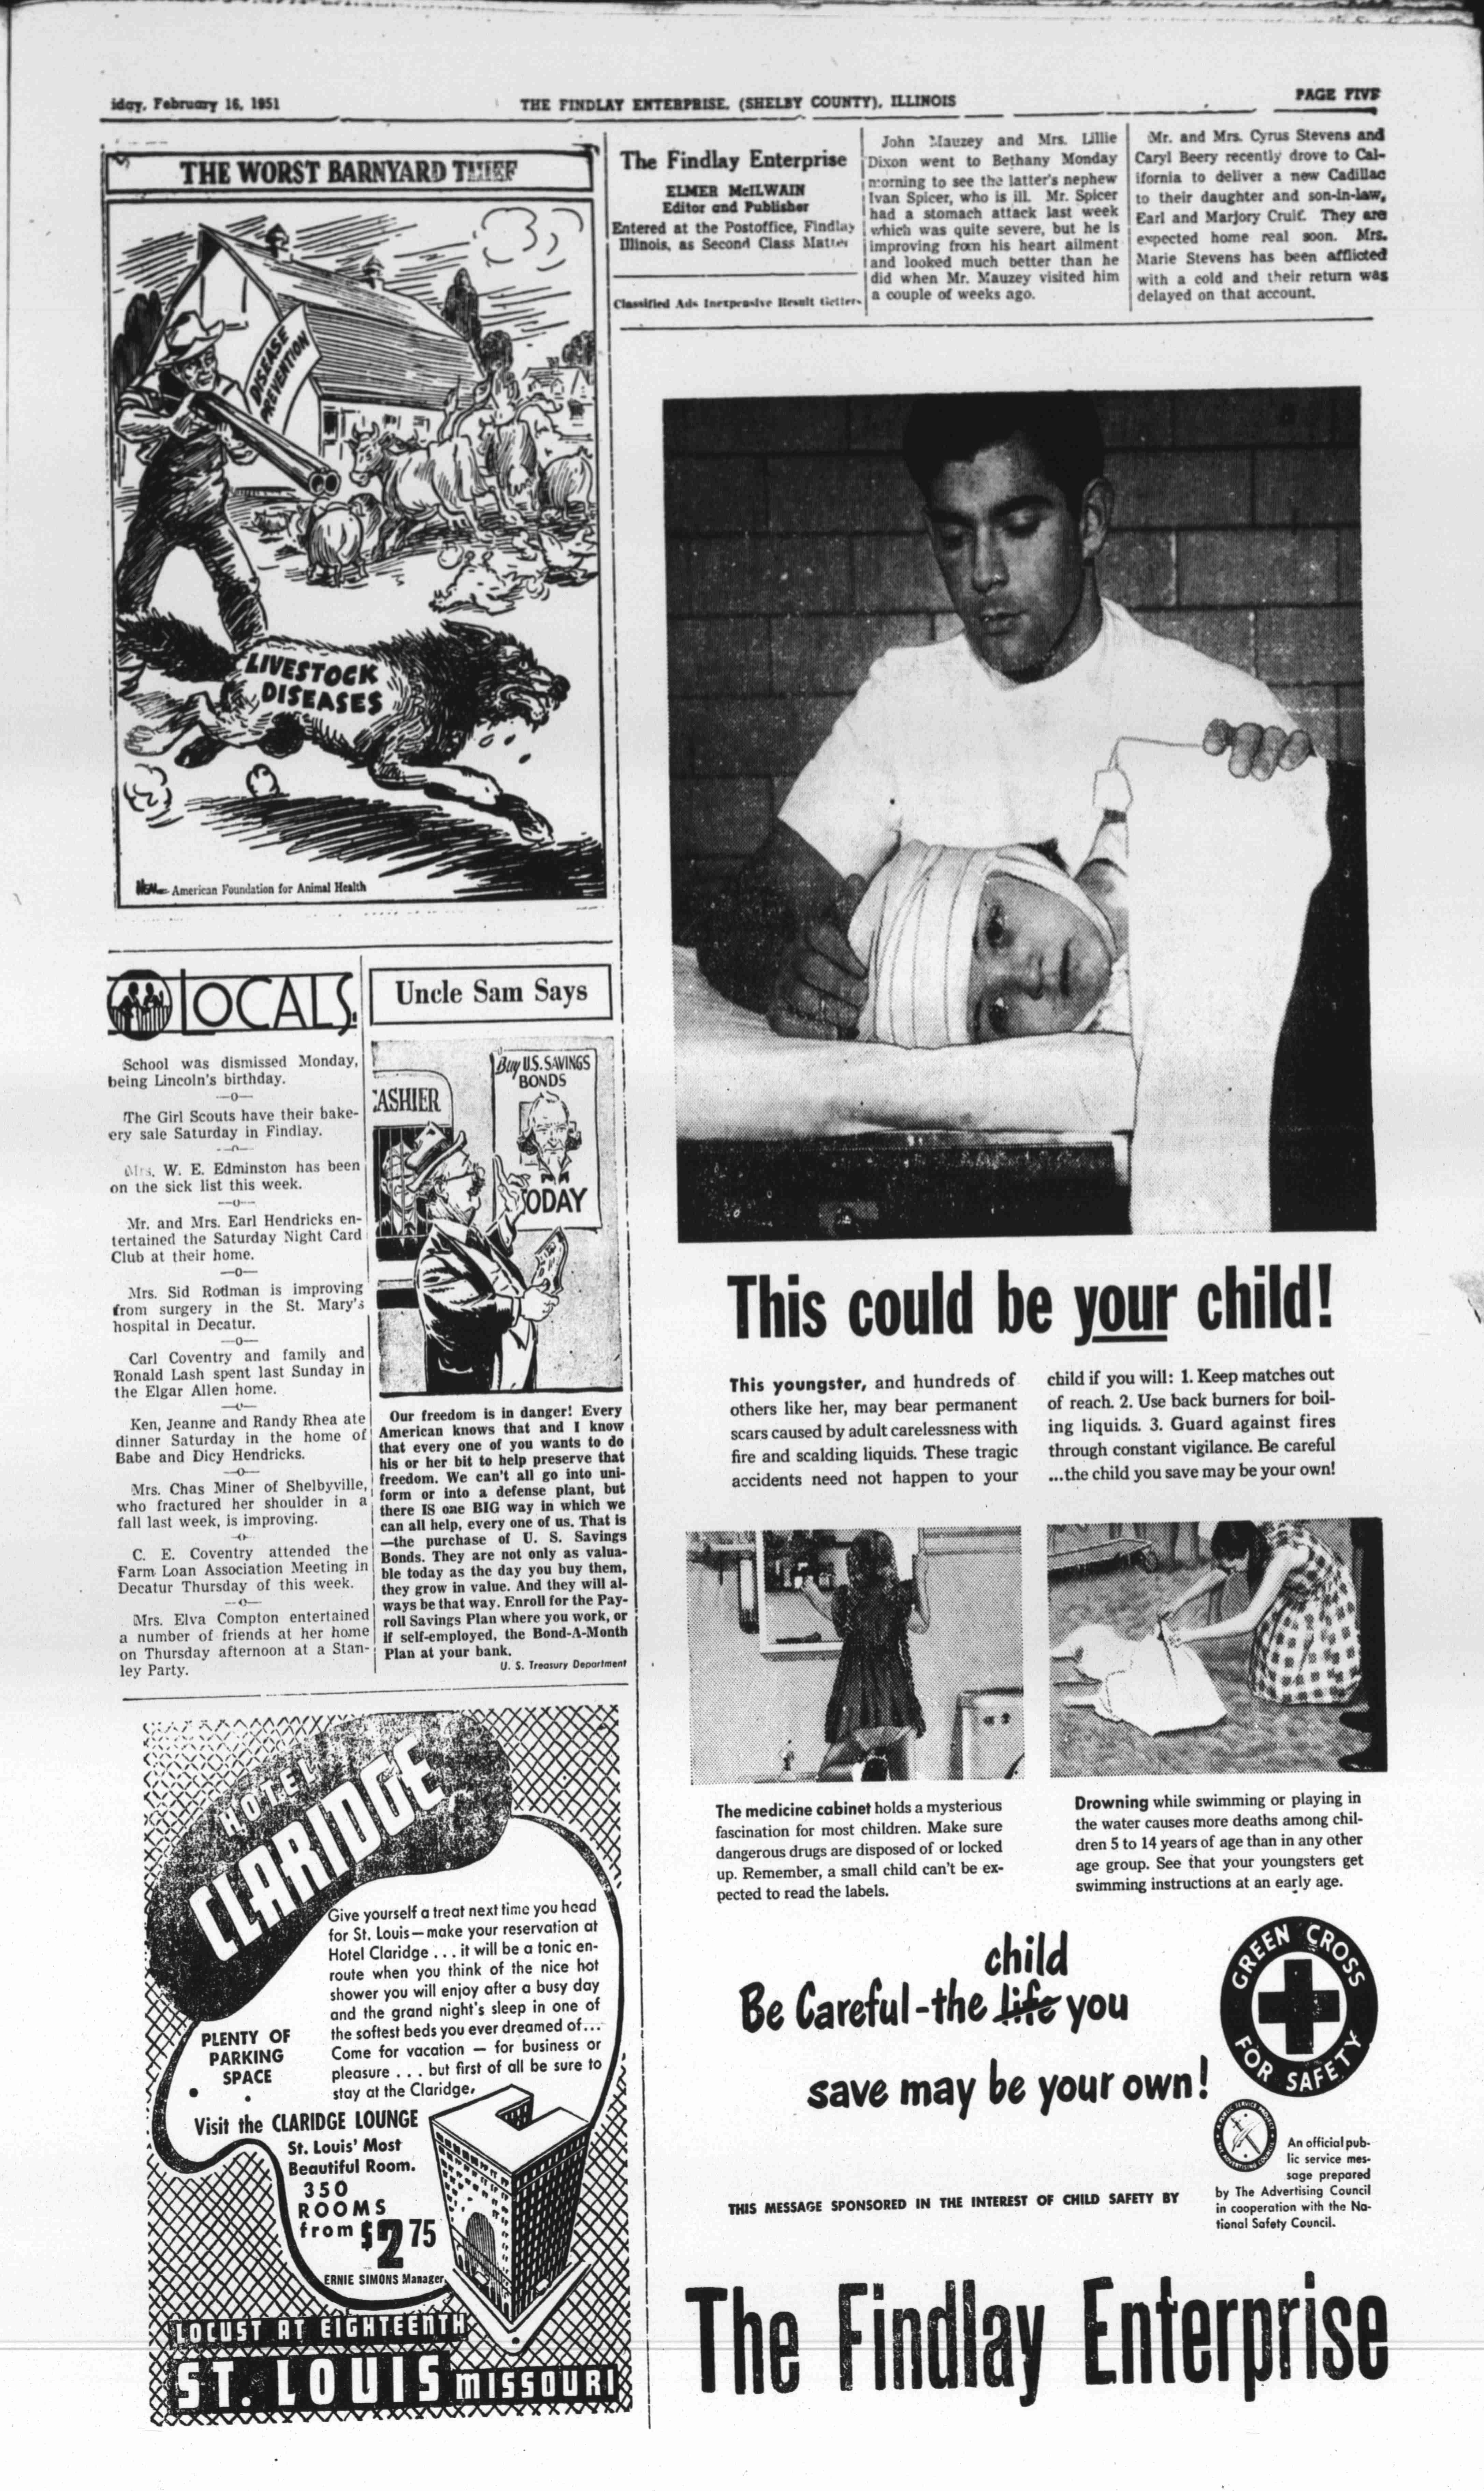 iday, February 16, 1951
THE FINDLAY ENTERPRISE, (SHELBY COUNTY), ILLINOIS
PAGE FIVE
THE WORST BARNYARD THIEF
DISEASE
PREVENTION
LIVESTOCK
DISEASES
American Foundation for Animal Health
The Findlay Enterprise
ELMER McILWAIN
Editor and Publisher
Entered at the Postoffice, Findlay
Illinois, as Second Class Matter
Classified Ads Inexpensive Result Getters
John Mauzey and Mrs. Lillie
Dixon went to Bethany Monday
morning to see the latter's nephew
Ivan Spicer, who is ill. Mr. Spicer
had a stomach attack last week
which was quite severe, but he is
improving from his heart ailment
and looked much better than he
did when Mr. Mauzey visited him
a couple of weeks ago.
Mr. and Mrs. Cyrus Stevens and
Caryl Beery recently drove to Cal-
ifornia to deliver a new Cadillac
to their daughter and son-in-law,
Earl and Marjory Cruit. They are
expected home real soon. Mrs.
Marie Stevens has been afflicted
with a cold and their return was
delayed on that account.
LOCALS
School was dismissed Monday,
being Lincoln's birthday.
—o—
The Girl Scouts have their bake-
ery sale Saturday in Findlay.
—o—
Mrs. W. E. Edminston has been
on the sick list this week.
—o—
Mr. and Mrs. Earl Hendricks en-
tertained the Saturday Night Card
Club at their home.
—o—
Mrs. Sid Rodman is improving
from surgery in the St. Mary's
hospital in Decatur.
—o—
Carl Coventry and family and
Ronald Lash spent last Sunday in
the Elgar Allen home.
—o—
Ken, Jeanne and Randy Rhea ate
dinner Saturday in the home of
Babe and Dicy Hendricks.
—o—
Mrs. Chas Miner of Shelbyville,
who fractured her shoulder in a
fall last week, is improving.
—o—
C. E. Coventry attended the
Farm Loan Association Meeting in
Decatur Thursday of this week.
—o—
Mrs. Elva Compton entertained
a number of friends at her home
on Thursday afternoon at a Stan-
ley Party.
Uncle Sam Says
CASHIER
Buy U.S. SAVINGS
BONDS
TODAY
Our freedom is in danger! Every
American knows that and I know
that every one of you wants to do
his or her bit to help preserve that
freedom. We can't all go into uni-
form or into a defense plant, but
there IS one BIG way in which we
can all help, every one of us. That is
—the purchase of U. S. Savings
Bonds. They are not only as valua-
ble today as the day you buy them,
they grow in value. And they will al-
ways be that way. Enroll for the Pay-
roll Savings Plan where you work, or
if self-employed, the Bond-A-Month
Plan at your bank.
U. S. Treasury Department
HOTEL
CLARIDGE
Give yourself a treat next time you head
for St. Louis—make your reservation at
Hotel Claridge . . . it will be a tonic en-
route when you think of the nice hot
shower you will enjoy after a busy day
and the grand night's sleep in one of
the softest beds you ever dreamed of...
Come for vacation — for business or
pleasure . . . but first of all be sure to
stay at the Claridge.
PLENTY OF
PARKING
SPACE
Visit the CLARIDGE LOUNGE
St. Louis' Most
Beautiful Room.
350
ROOMS
from $2 75
ERNIE SIMONS Manager
LOCUST AT EIGHTEENTH
ST. LOUIS MISSOURI
This could be your child!
This youngster, and hundreds of
others like her, may bear permanent
scars caused by adult carelessness with
fire and scalding liquids. These tragic
accidents need not happen to your
child if you will: 1. Keep matches out
of reach. 2. Use back burners for boil-
ing liquids. 3. Guard against fires
through constant vigilance. Be careful
...the child you save may be your own!
The medicine cabinet holds a mysterious
fascination for most children. Make sure
dangerous drugs are disposed of or locked
up. Remember, a small child can't be ex-
pected to read the labels.
Drowning while swimming or playing in
the water causes more deaths among chil-
dren 5 to 14 years of age than in any other
age group. See that your youngsters get
swimming instructions at an early age.
child
Be Careful-the life you
save may be your own!
GREEN CROSS
FOR SAFETY
An official pub-
lic service mes-
sage prepared
by The Advertising Council
in cooperation with the Na-
tional Safety Council.
THIS MESSAGE SPONSORED IN THE INTEREST OF CHILD SAFETY BY
The Findlay Enterprise